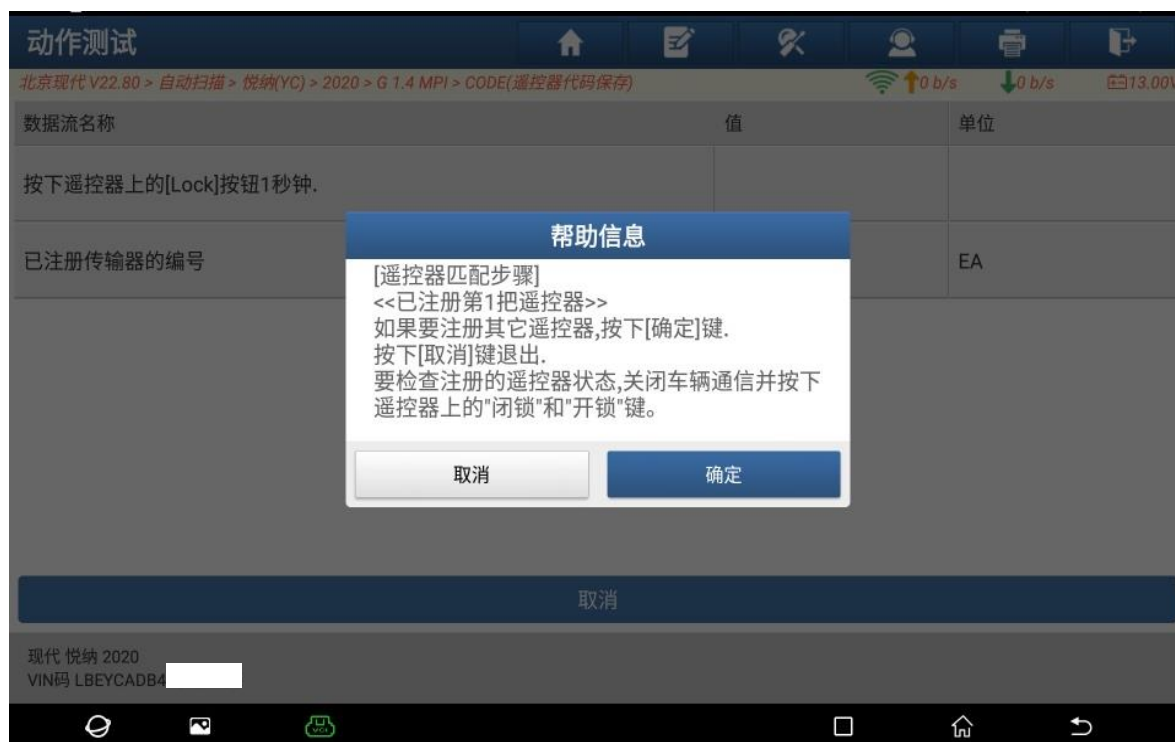 动作测试
北京现代 V22.80 > 自动扫描 > 悦纳(YC) > 2020 > G 1.4 MPI > CODE(遥控器代码保存)
0 b/s
0 b/s
13.00V
数据流名称 值 单位
按下遥控器上的[Lock]按钮1秒钟.
已注册传输器的编号 EA
帮助信息
[遥控器匹配步骤]
<<已注册第1把遥控器>>
如果要注册其它遥控器,按下[确定]键.
按下[取消]键退出.
要检查注册的遥控器状态,关闭车辆通信并按下
遥控器上的"闭锁"和"开锁"键。
取消 确定
取消
现代 悦纳 2020
VIN码 LBEYCADB4
VCI